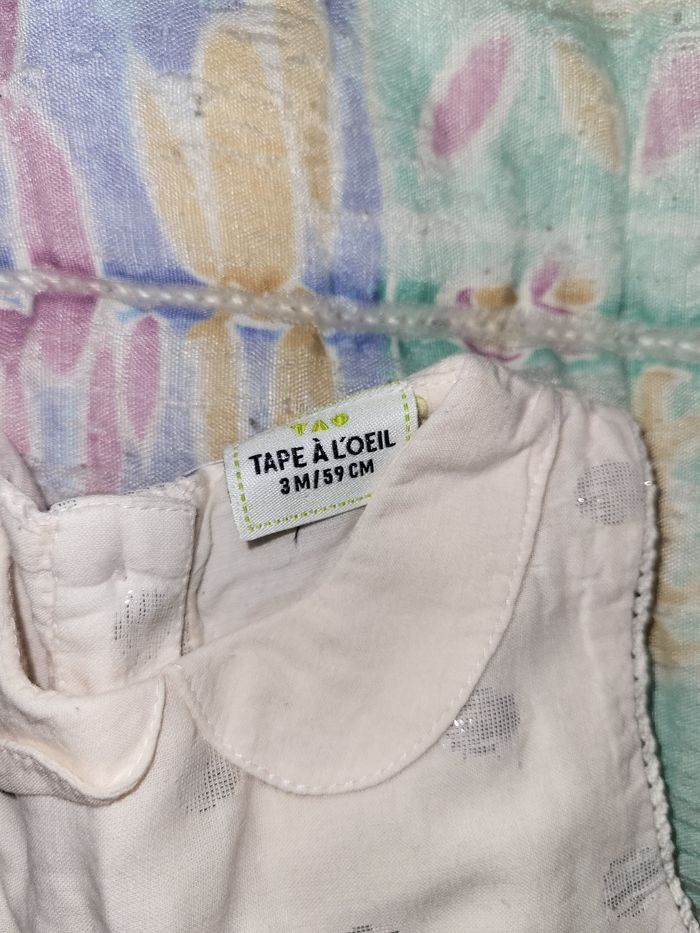 TAO
TAPE À L'OEIL
3 M/59 CM